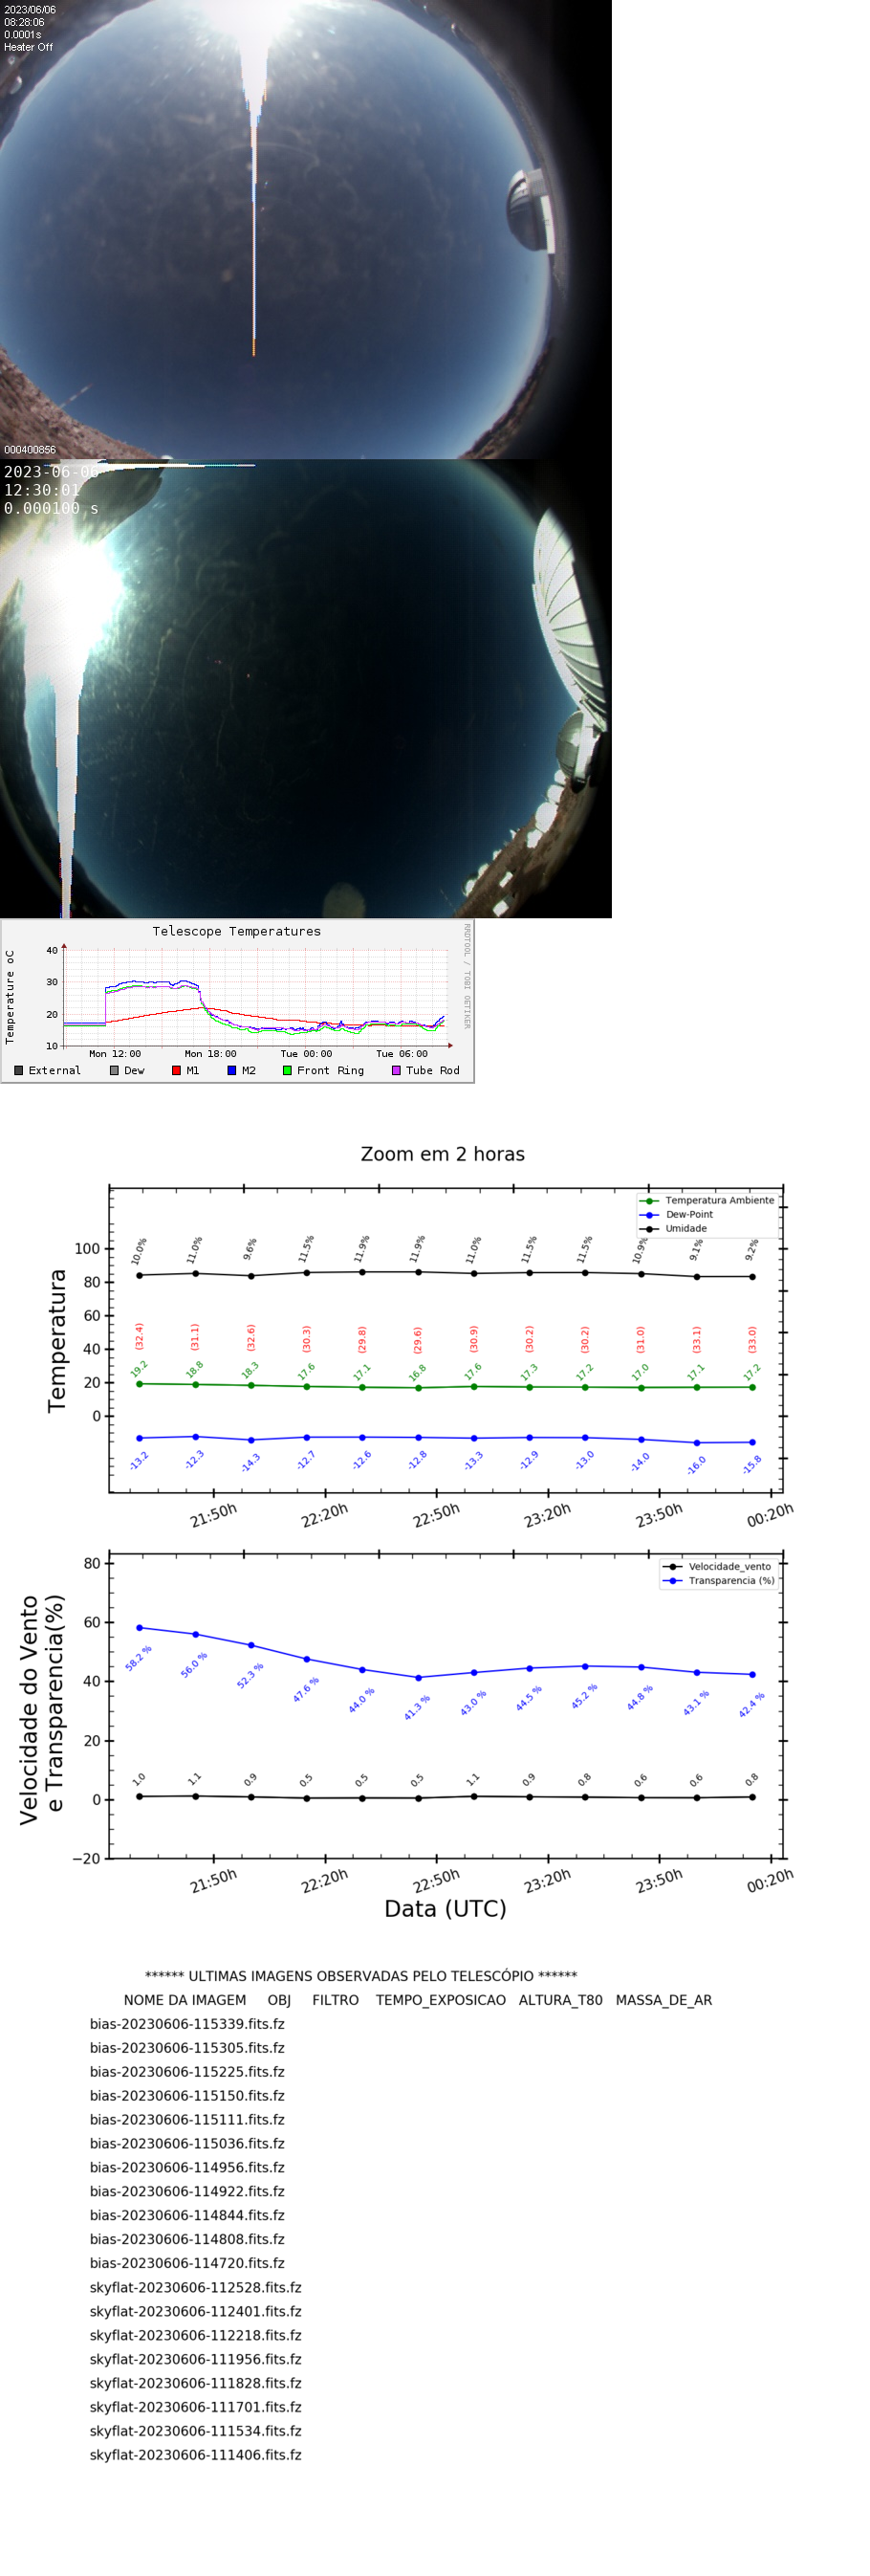 2023/06/06
08:28:06
0.0001s
Heater Off
000400856
2023-06-06
12:30:01
0.000100 s
Telescope Temperatures
RRDTOOL / TOBI OETIKER
Temperature oC
40
30
20
10
Mon 12:00 Mon 18:00 Tue 00:00 Tue 06:00
External Dew M1 M2 Front Ring Tube Rod
Zoom em 2 horas
Temperatura Ambiente
Dew-Point
Umidade
Temperatura
100
80
60
40
20
0
10.0% 11.0% 9.6% 11.5% 11.9% 11.9% 11.0% 11.5% 11.5% 10.9% 9.1% 9.2%
(32.4) (31.1) (32.6) (30.3) (29.8) (29.6) (30.9) (30.2) (30.2) (31.0) (33.1) (33.0)
19.2 18.8 18.3 17.6 17.1 16.8 17.6 17.3 17.2 17.0 17.1 17.2
-13.2 -12.3 -14.3 -12.7 -12.6 -12.8 -13.3 -12.9 -13.0 -14.0 -16.0 -15.8
21:50h 22:20h 22:50h 23:20h 23:50h 00:20h
Velocidade_vento
Transparencia (%)
Velocidade do Vento
e Transparencia(%)
80
60
40
20
0
−20
58.2 % 56.0 % 52.3 % 47.6 % 44.0 % 41.3 % 43.0 % 44.5 % 45.2 % 44.8 % 43.1 % 42.4 %
1.0 1.1 0.9 0.5 0.5 0.5 1.1 0.9 0.8 0.6 0.6 0.8
21:50h 22:20h 22:50h 23:20h 23:50h 00:20h
Data (UTC)
****** ULTIMAS IMAGENS OBSERVADAS PELO TELESCÓPIO ******
NOME DA IMAGEM OBJ FILTRO TEMPO_EXPOSICAO ALTURA_T80 MASSA_DE_AR
bias-20230606-115339.fits.fz
bias-20230606-115305.fits.fz
bias-20230606-115225.fits.fz
bias-20230606-115150.fits.fz
bias-20230606-115111.fits.fz
bias-20230606-115036.fits.fz
bias-20230606-114956.fits.fz
bias-20230606-114922.fits.fz
bias-20230606-114844.fits.fz
bias-20230606-114808.fits.fz
bias-20230606-114720.fits.fz
skyflat-20230606-112528.fits.fz
skyflat-20230606-112401.fits.fz
skyflat-20230606-112218.fits.fz
skyflat-20230606-111956.fits.fz
skyflat-20230606-111828.fits.fz
skyflat-20230606-111701.fits.fz
skyflat-20230606-111534.fits.fz
skyflat-20230606-111406.fits.fz